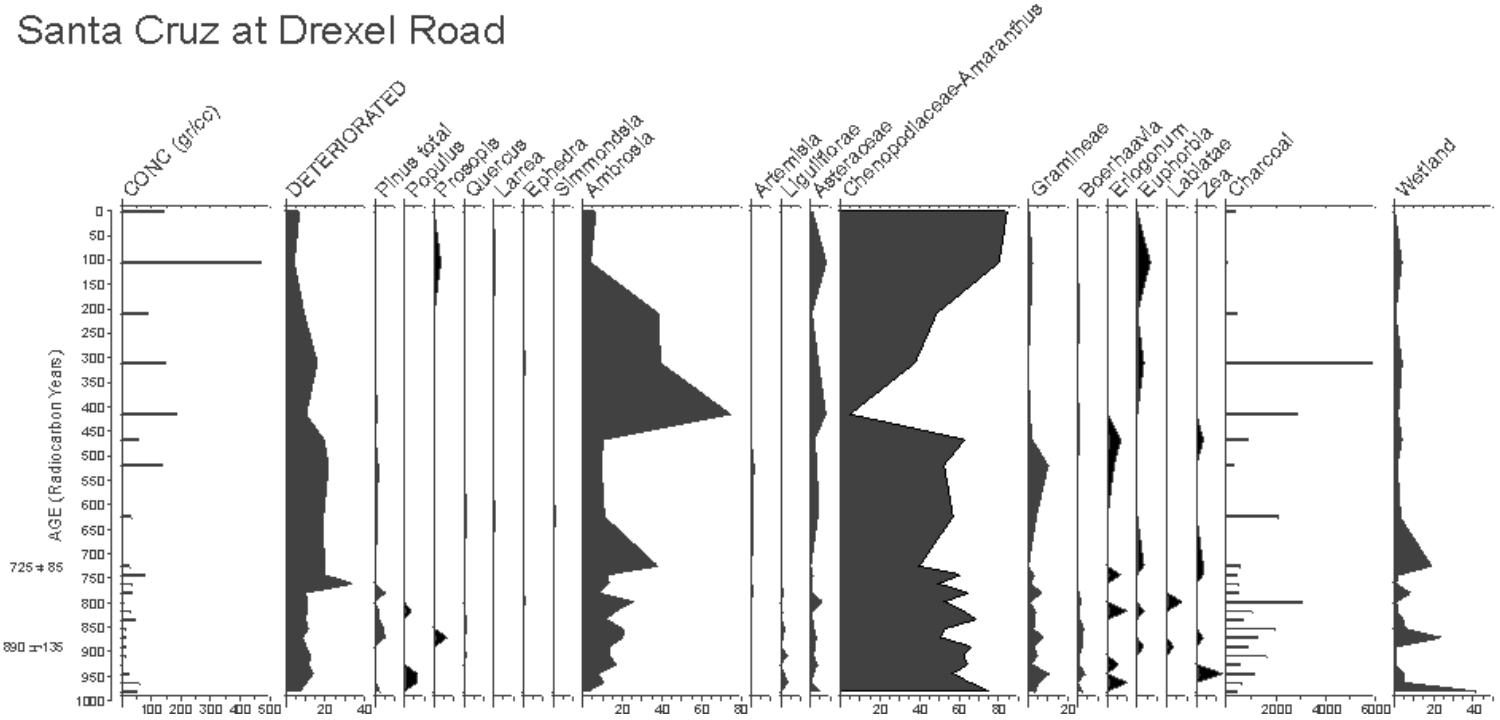 Santa Cruz at Drexel Road
CONC (gr/cc)
DETERIORATED
Pinus total
Populus
Prosopis
Quercus
Larrea
Ephedra
Simmondsia
Ambrosia
Artemisia
Liguliflorae
Asteraceae
Chenopodiaceae-Amaranthus
Gramineae
Boerhaavia
Eriogonum
Euphorbia
Labiatae
Zea
Charcoal
Wetland
AGE (Radiocarbon Years)
0
50
100
150
200
250
300
350
400
450
500
550
600
650
700
725 ± 85
750
800
850
890 ± 135
900
950
1000
100 200 300 400 500
20 40
20 40 60 80
20 40 60 80
20
2000 4000 6000
20 40